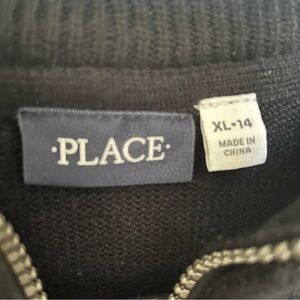 ·PLACE·
XL-14
MADE IN
CHINA